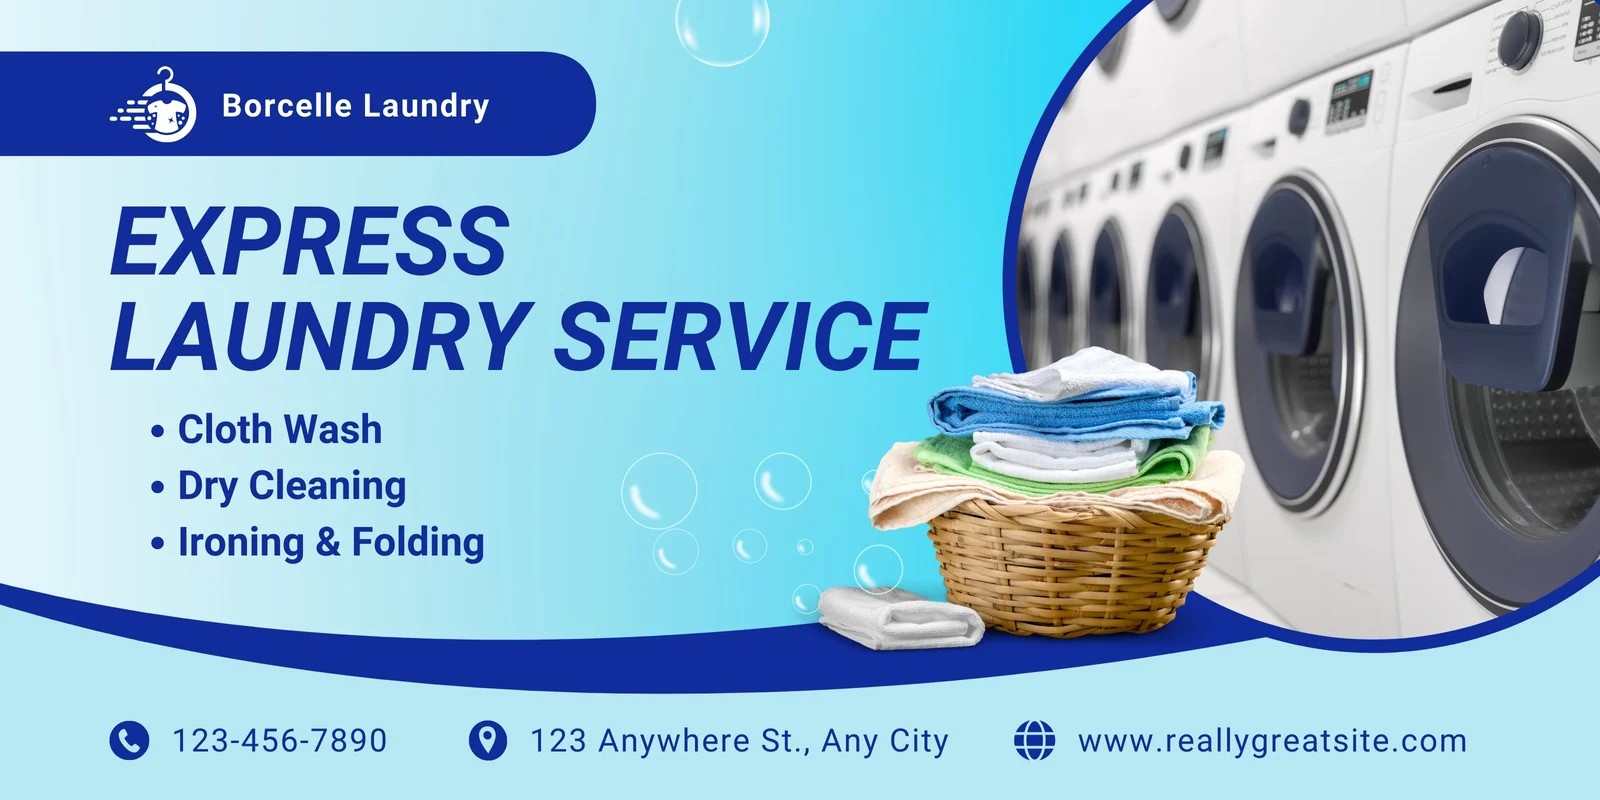 Borcelle Laundry
EXPRESS
LAUNDRY SERVICE
• Cloth Wash
• Dry Cleaning
• Ironing & Folding
123-456-7890
123 Anywhere St., Any City
www.reallygreatsite.com